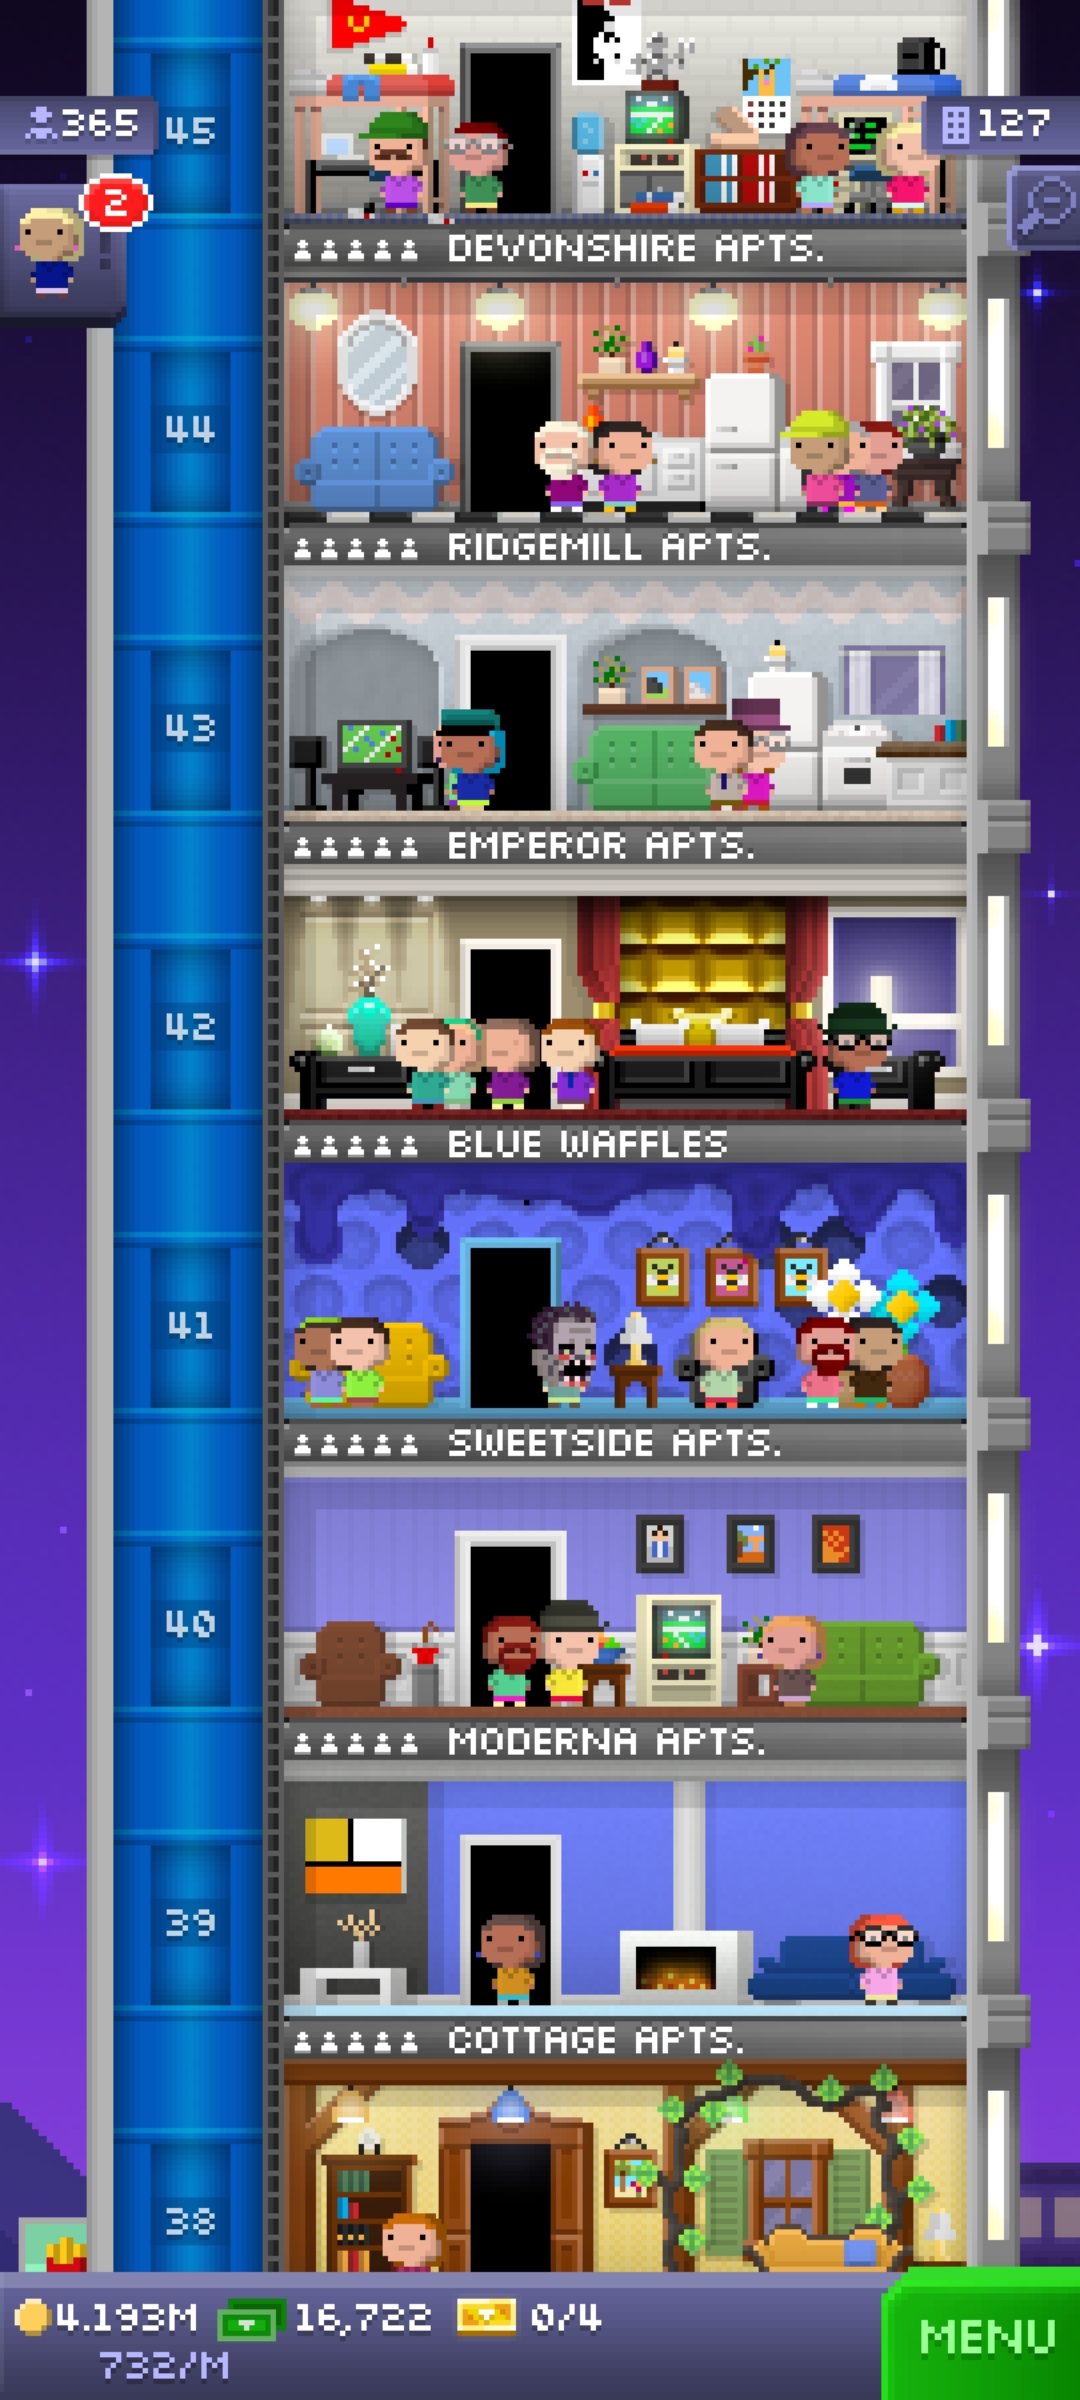 365
45
127
2
DEVONSHIRE APTS.
44
RIDGEMILL APTS.
43
EMPEROR APTS.
42
BLUE WAFFLES
41
SWEETSIDE APTS.
40
MODERNA APTS.
39
COTTAGE APTS.
38
4.193M 16,722 0/4
732/M
MENU